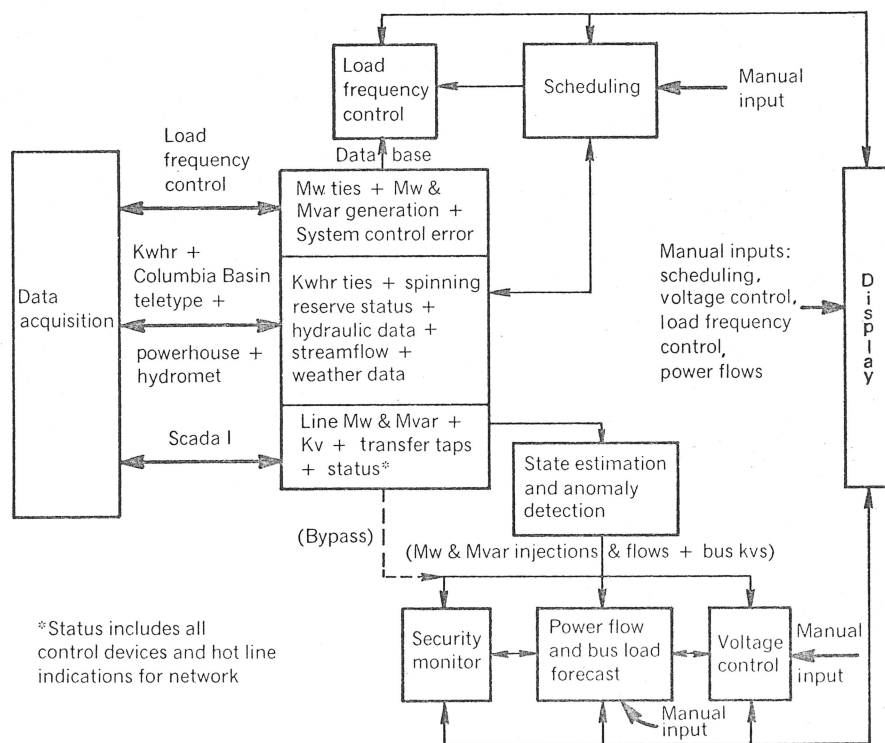 Load
frequency
control
Scheduling
Manual
input
Data base
Load
frequency
control
Mw ties + Mw &
Mvar generation +
System control error
Kwhr +
Columbia Basin
teletype +
powerhouse +
hydromet
Data
acquisition
Kwhr ties + spinning
reserve status +
hydraulic data +
streamflow +
weather data
Manual inputs:
scheduling,
voltage control,
load frequency
control,
power flows
Display
Scada I
Line Mw & Mvar +
Kv + transfer taps
+ status*
State estimation
and anomaly
detection
(Bypass)
(Mw & Mvar injections & flows + bus kvs)
*Status includes all
control devices and hot line
indications for network
Security
monitor
Power flow
and bus load
forecast
Voltage
control
Manual
input
Manual
input